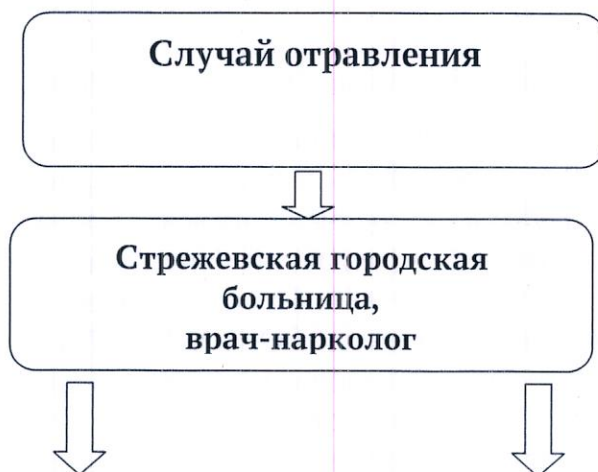 Случай отравления
Стрежевская городская
больница,
врач-нарколог